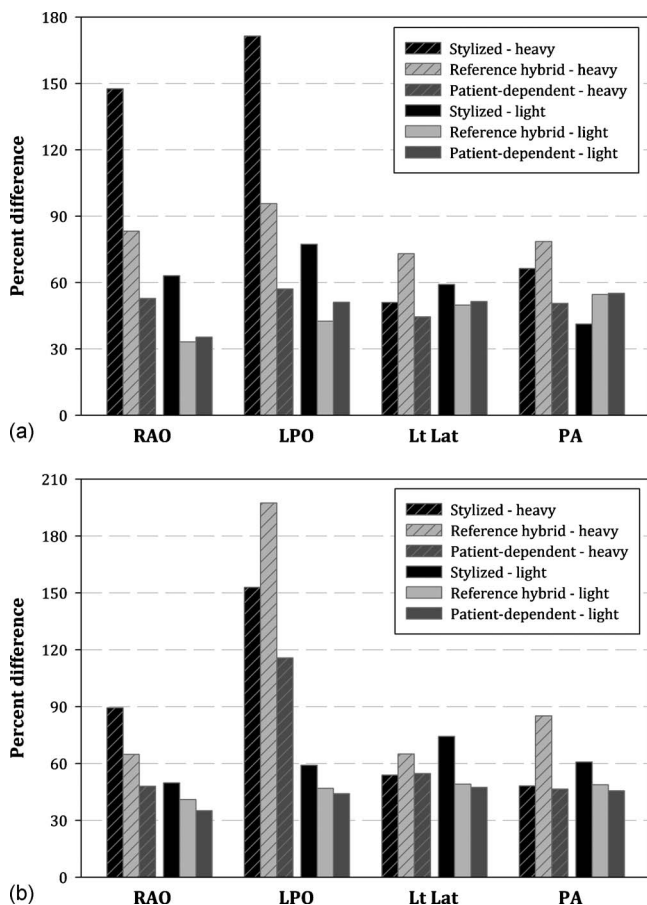 180
150
120
90
60
30
0
Percent difference
Stylized - heavy
Reference hybrid - heavy
Patient-dependent - heavy
Stylized - light
Reference hybrid - light
Patient-dependent - light
(a)
RAO LPO Lt Lat PA
210
180
150
120
90
60
30
0
Percent difference
Stylized - heavy
Reference hybrid - heavy
Patient-dependent - heavy
Stylized - light
Reference hybrid - light
Patient-dependent - light
(b)
RAO LPO Lt Lat PA